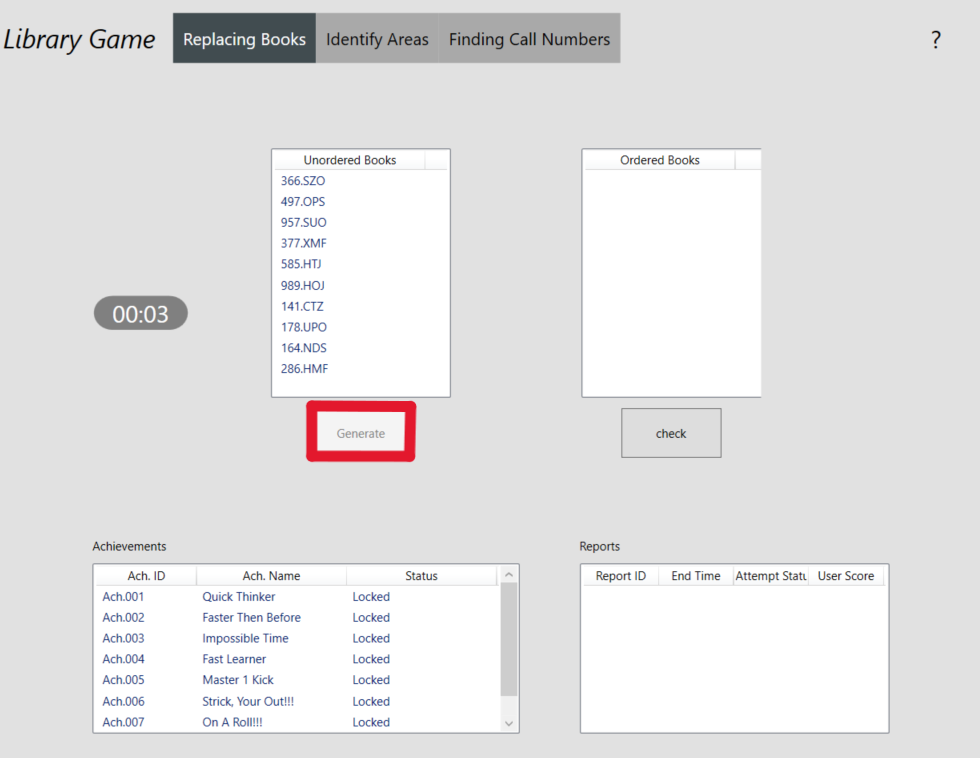 Library Game Replacing Books Identify Areas Finding Call Numbers ?
Unordered Books
366.SZO
497.OPS
957.SUO
377.XMF
585.HTJ
989.HOJ
141.CTZ
178.UPO
164.NDS
286.HMF
Ordered Books
00:03
Generate
check
Achievements
Ach. ID Ach. Name Status
Ach.001 Quick Thinker Locked
Ach.002 Faster Then Before Locked
Ach.003 Impossible Time Locked
Ach.004 Fast Learner Locked
Ach.005 Master 1 Kick Locked
Ach.006 Strick, Your Out!!! Locked
Ach.007 On A Roll!!! Locked
Reports
Report ID End Time Attempt Statu User Score